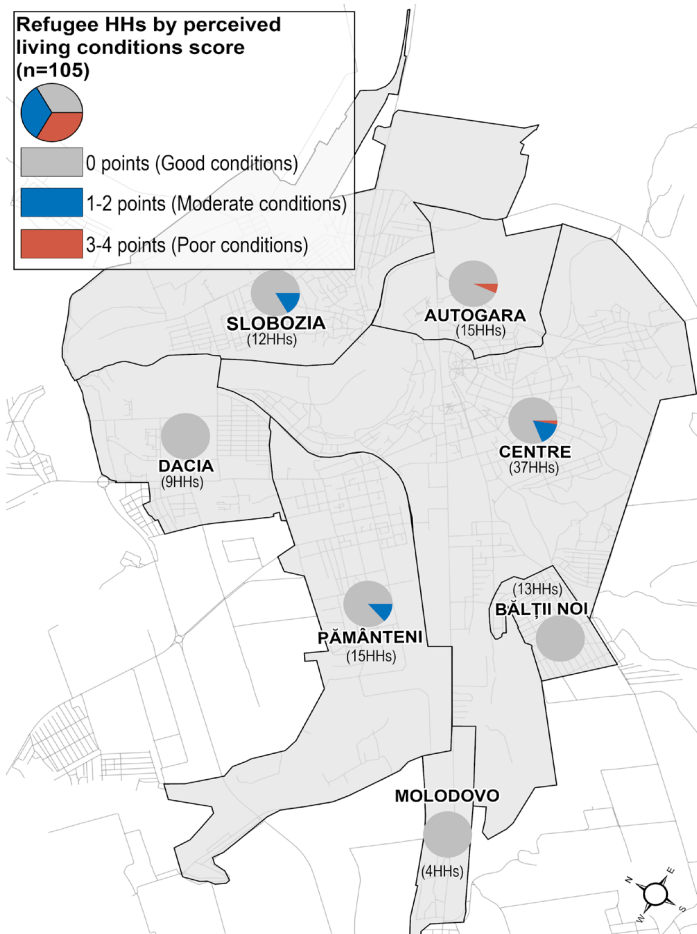 Refugee HHs by perceived
living conditions score
(n=105)
0 points (Good conditions)
1-2 points (Moderate conditions)
3-4 points (Poor conditions)
SLOBOZIA
(12HHs)
AUTOGARA
(15HHs)
DACIA
(9HHs)
CENTRE
(37HHs)
(13HHs)
BĂLȚII NOI
PĂMÂNTENI
(15HHs)
MOLODOVO
(4HHs)
N
E
W
S